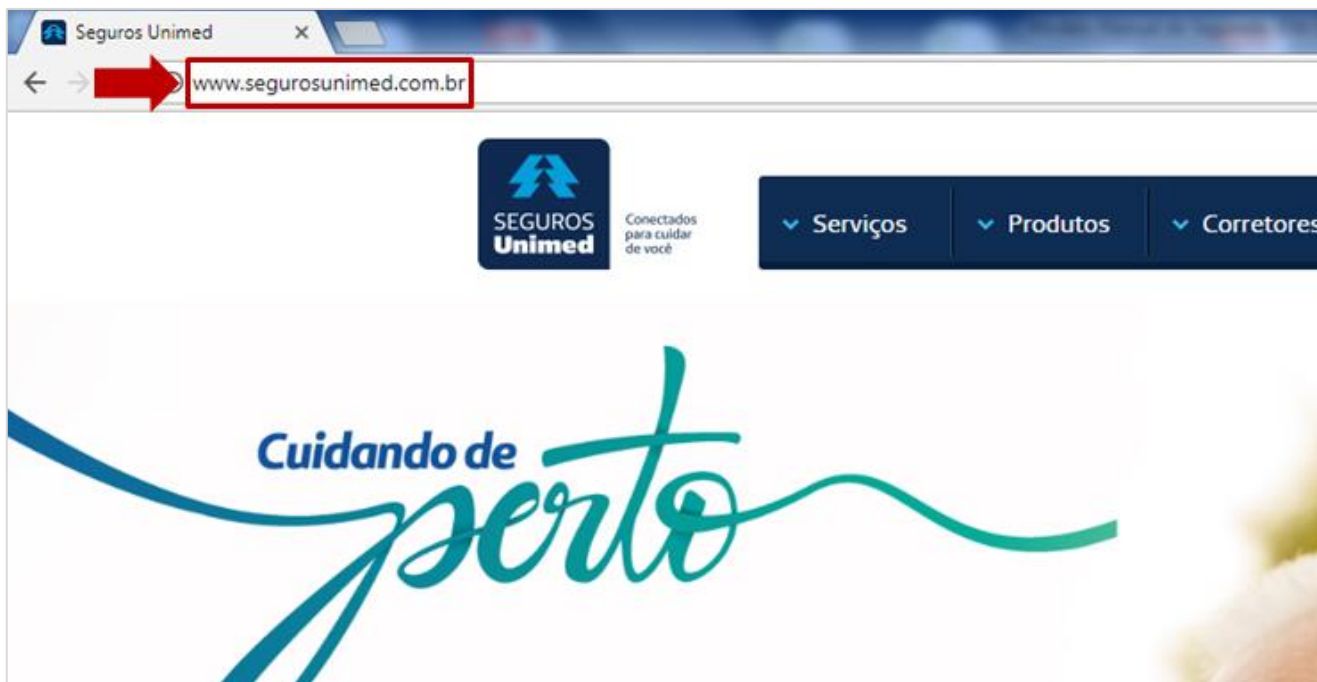 Seguros Unimed
www.segurosunimed.com.br
SEGUROS
Unimed
Conectados
para cuidar
de você
Serviços
Produtos
Corretores
Cuidando de
perto